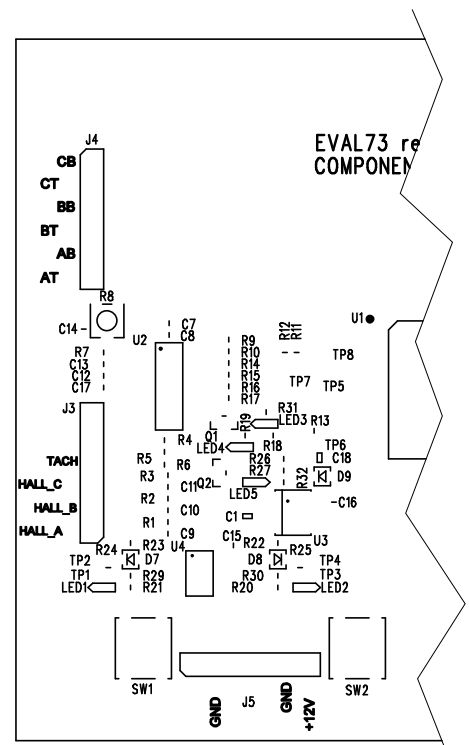 J4
EVAL73 re
COMPONEN
CB
CT
BB
BT
AB
AT
R8
C14
U1
R12
R11
C7
C8
U2
R9
R10
R14
R15
R16
R17
TP8
TP7
TP5
R7
C13
C12
C17
J3
R31
LED3
R13
R19
Q1
R4
LED4
R18
TP6
C18
TACH
R5
R6
R26
R27
R32
D9
HALL_C
R3
Q2
LED5
C11
R2
C16
HALL_B
C10
C1
R1
HALL_A
C9
C15
U3
R24
R23
U4
R22
R25
TP2
D7
D8
TP4
TP1
R29
R30
TP3
LED1
R21
R20
LED2
SW1
SW2
J5
GND
GND
+12V